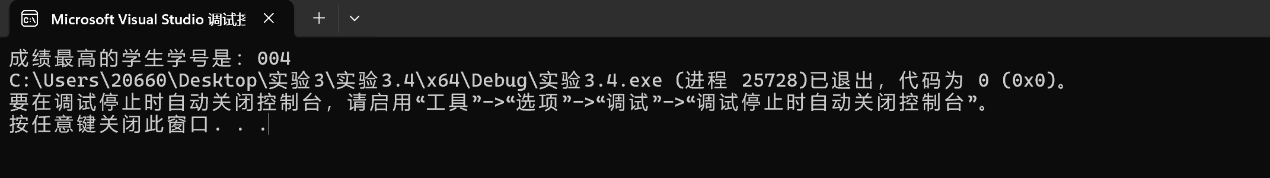 Microsoft Visual Studio 调试控
成绩最高的学生学号是：004
C:\Users\20660\Desktop\实验3\实验3.4\x64\Debug\实验3.4.exe (进程 25728)已退出，代码为 0 (0x0)。
要在调试停止时自动关闭控制台，请启用“工具”->“选项”->“调试”->“调试停止时自动关闭控制台”。
按任意键关闭此窗口. . .